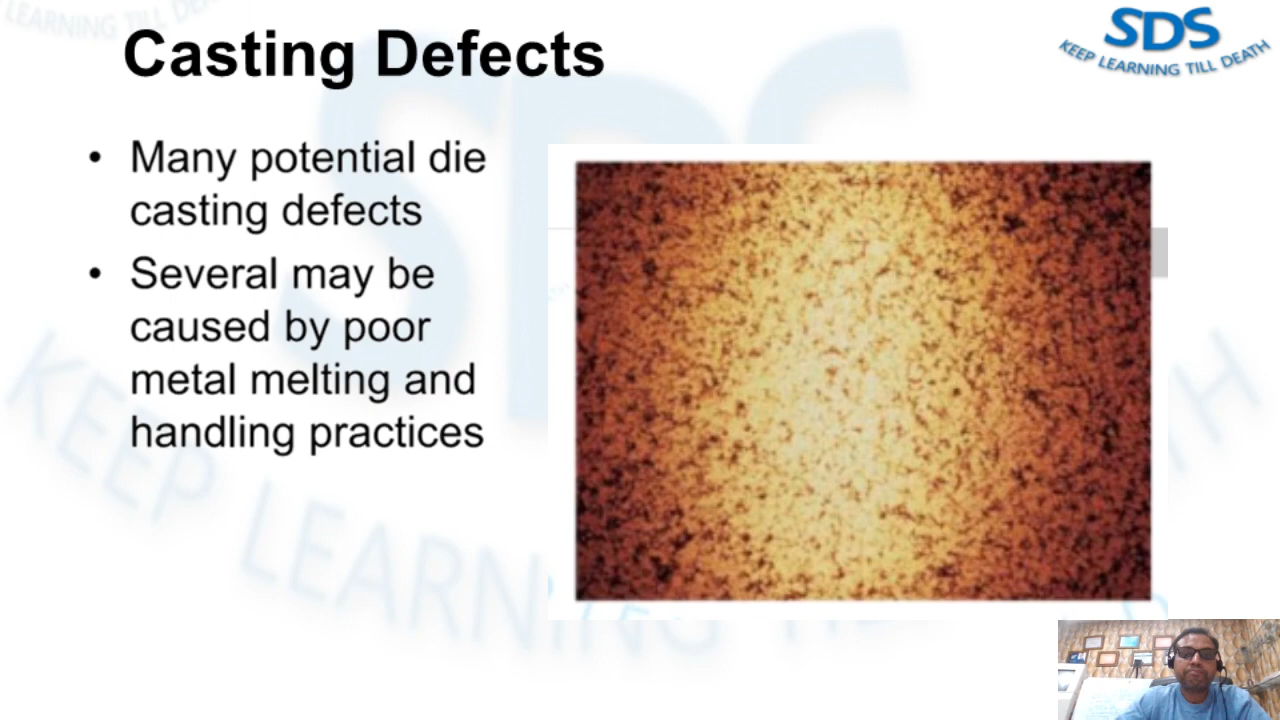 Casting Defects
SDS
KEEP LEARNING TILL DEATH
• Many potential die
casting defects
• Several may be
caused by poor
metal melting and
handling practices